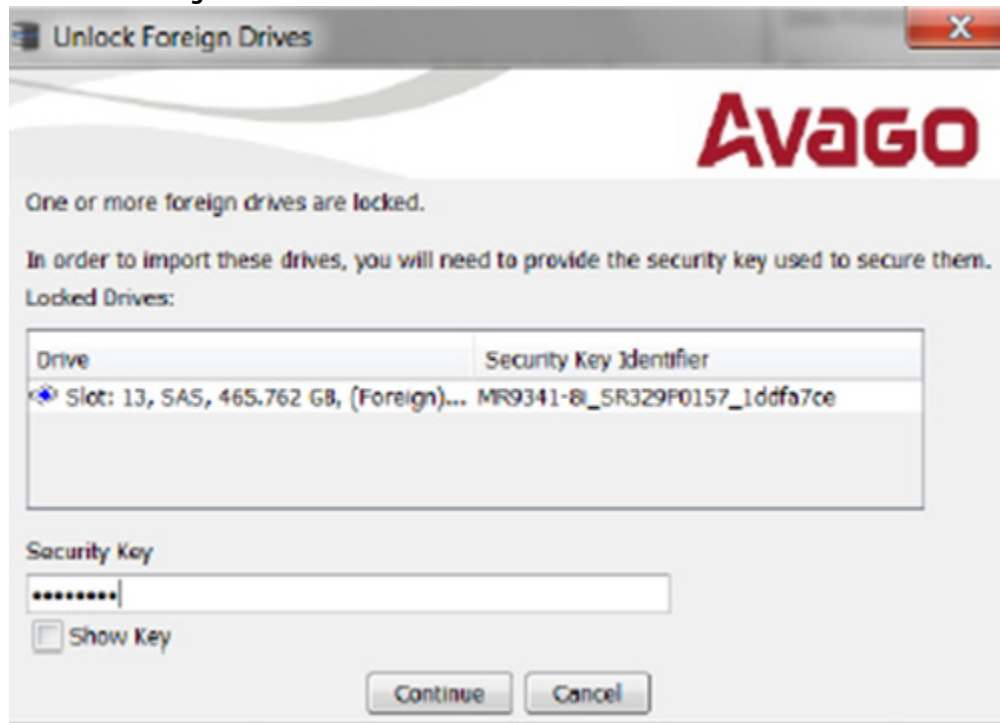 Unlock Foreign Drives
AVAGO
One or more foreign drives are locked.
In order to import these drives, you will need to provide the security key used to secure them.
Locked Drives:
Drive Security Key Identifier
Slot: 13, SAS, 465.762 GB, (Foreign)... MR9341-8i_SR329P0157_1ddfa7ce
Security Key
••••••••
Show Key
Continue Cancel